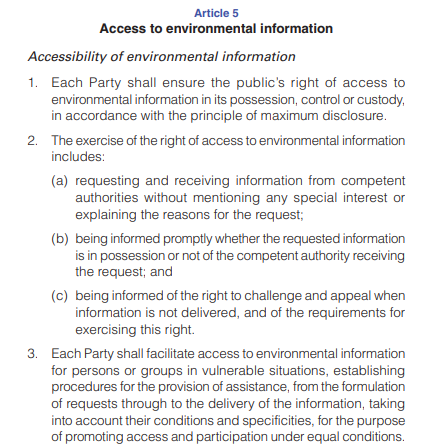 Article 5
Access to environmental information
Accessibility of environmental information
1. Each Party shall ensure the public's right of access to
environmental information in its possession, control or custody,
in accordance with the principle of maximum disclosure.
2. The exercise of the right of access to environmental information
includes:
(a) requesting and receiving information from competent
authorities without mentioning any special interest or
explaining the reasons for the request;
(b) being informed promptly whether the requested information
is in possession or not of the competent authority receiving
the request; and
(c) being informed of the right to challenge and appeal when
information is not delivered, and of the requirements for
exercising this right.
3. Each Party shall facilitate access to environmental information
for persons or groups in vulnerable situations, establishing
procedures for the provision of assistance, from the formulation
of requests through to the delivery of the information, taking
into account their conditions and specificities, for the purpose
of promoting access and participation under equal conditions.